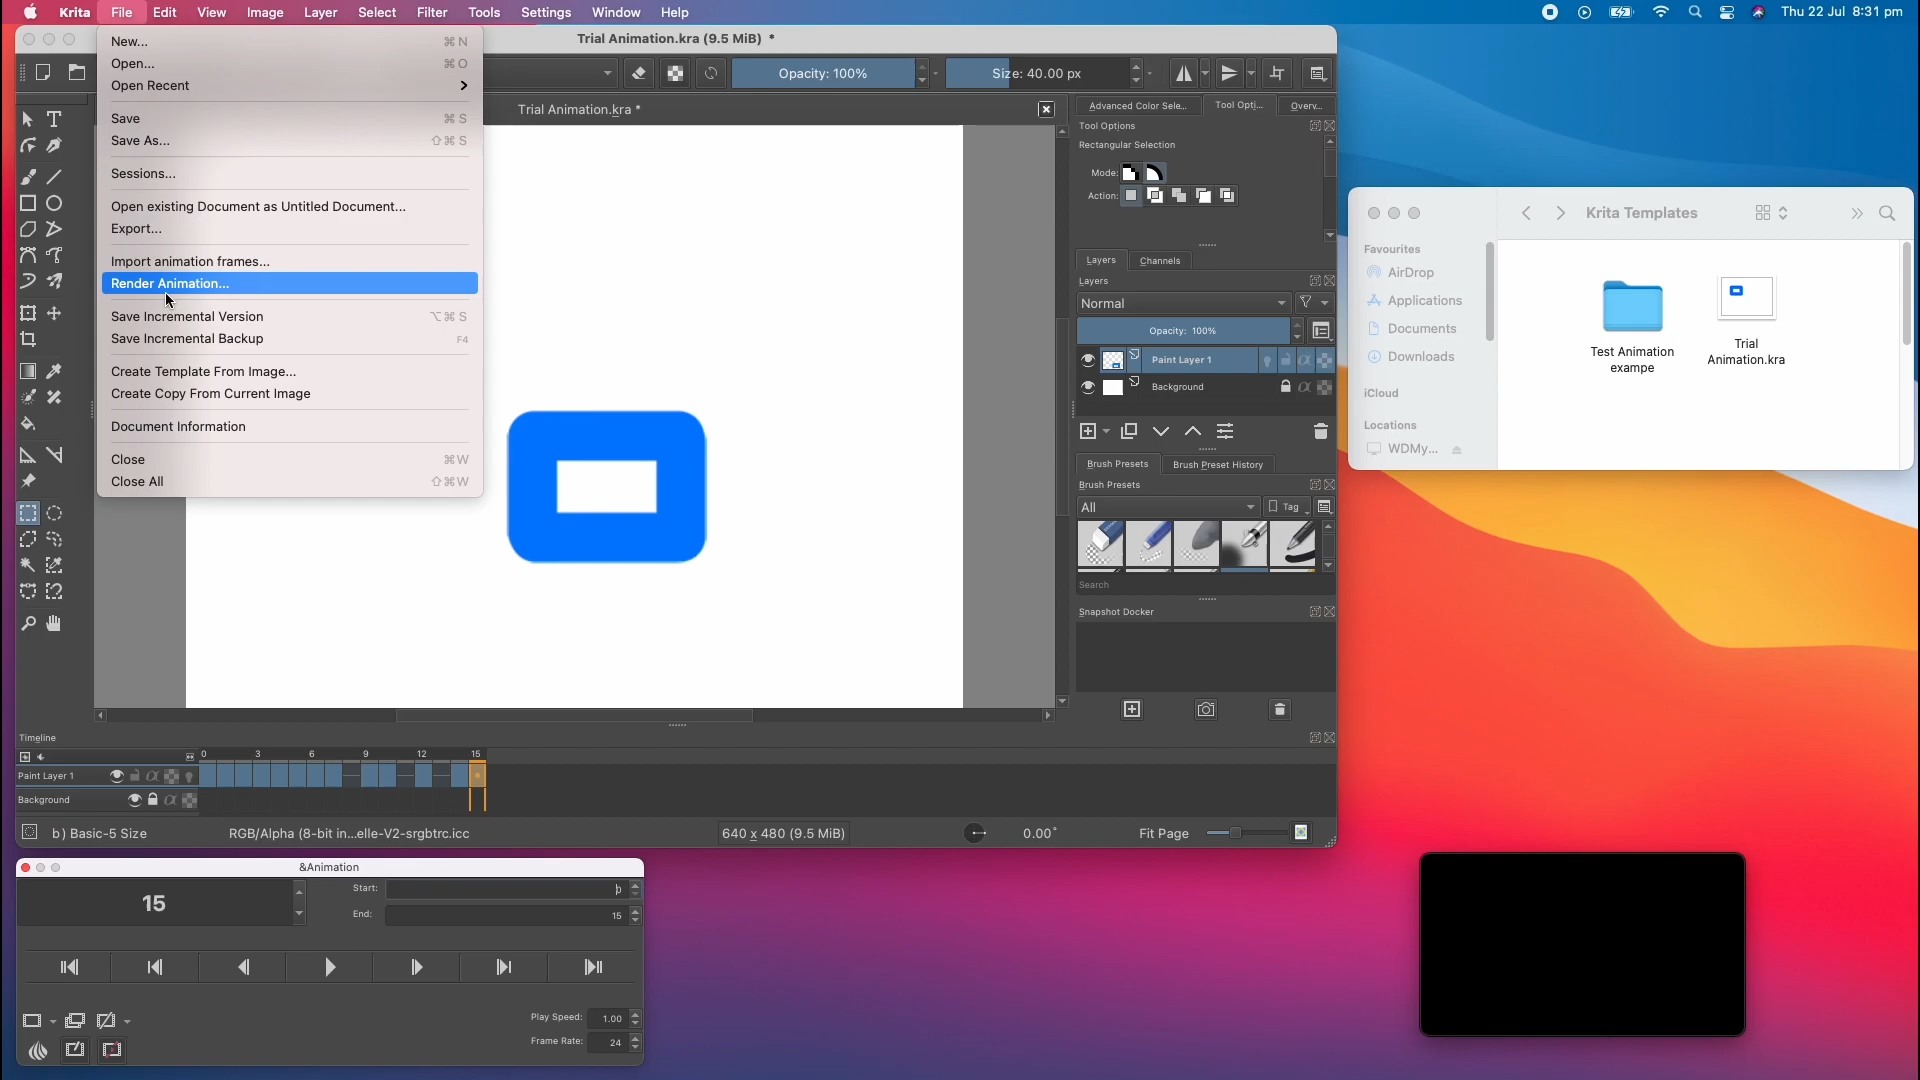 Krita File Edit View Image Layer Select Filter Tools Settings Window Help Thu 22 Jul 8:31 pm
Trial Animation.kra (9.5 MiB) *
New... ⌘ N
Open... ⌘ O
Open Recent
Save ⌘ S
Save As... ⇧⌘ S
Sessions...
Open existing Document as Untitled Document...
Export...
Import animation frames...
Render Animation...
Save Incremental Version ⌥⌘ S
Save Incremental Backup F4
Create Template From Image...
Create Copy From Current Image
Document Information
Close ⌘W
Close All ⇧⌘W
Opacity: 100% Size: 40.00 px
Trial Animation.kra *
Advanced Color Sele... Tool Opti... Overv...
Tool Options
Rectangular Selection
Mode:
Action:
Layers Channels
Layers
Normal
Opacity: 100%
Paint Layer 1
Background
Brush Presets Brush Preset History
Brush Presets
All Tag
Search
Snapshot Docker
Timeline
0 3 6 9 12 15
Paint Layer 1
Background
b) Basic-5 Size RGB/Alpha (8-bit in...elle-V2-srgbtrc.icc 640 x 480 (9.5 MiB) 0.00° Fit Page
&Animation
15
Start:
End: 15
Play Speed: 1.00
Frame Rate: 24
Krita Templates
Favourites
AirDrop
Applications
Documents
Downloads
iCloud
Locations
WDMy...
Test Animation
exampe
Trial
Animation.kra